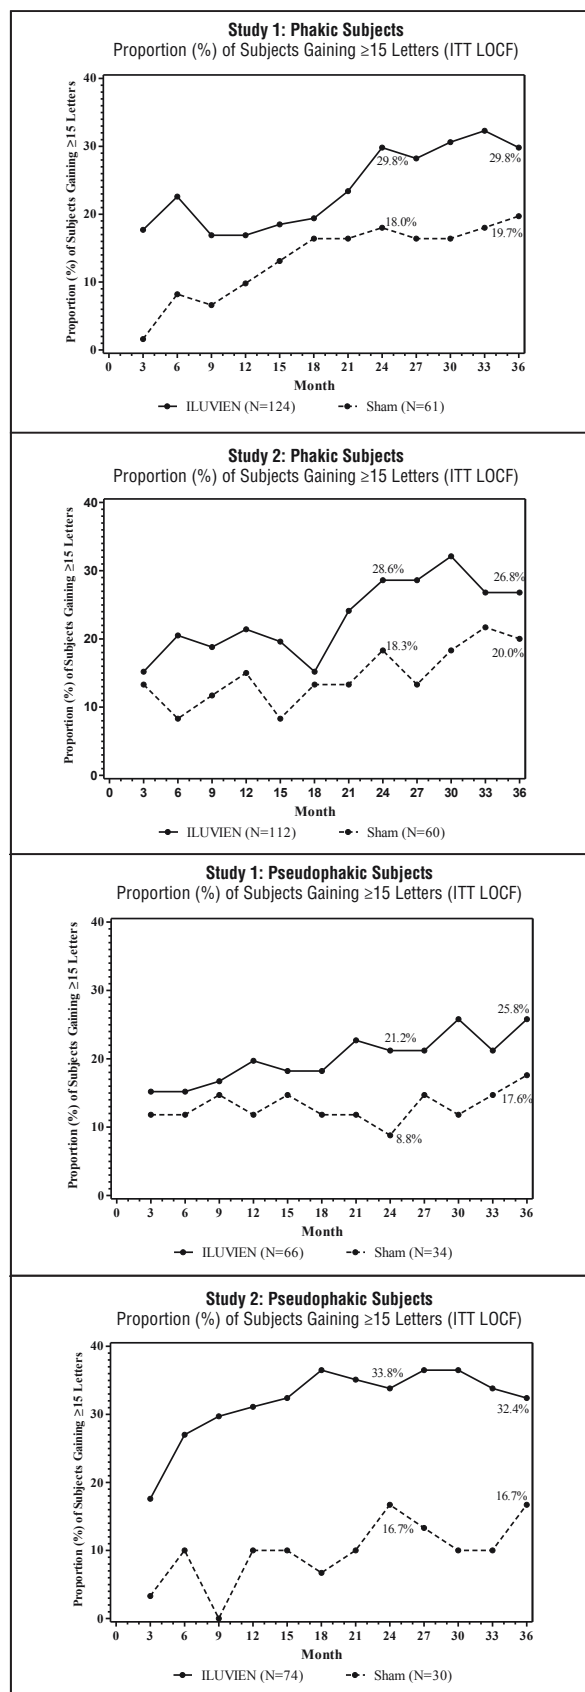 Study 1: Phakic Subjects
Proportion (%) of Subjects Gaining ≥15 Letters (ITT LOCF)
Proportion (%) of Subjects Gaining ≥15 Letters
40
30
20
10
0
29.8%
29.8%
18.0%
19.7%
0 3 6 9 12 15 18 21 24 27 30 33 36
Month
ILUVIEN (N=124) Sham (N=61)
Study 2: Phakic Subjects
Proportion (%) of Subjects Gaining ≥15 Letters (ITT LOCF)
Proportion (%) of Subjects Gaining ≥15 Letters
40
30
20
10
0
28.6%
26.8%
18.3%
20.0%
0 3 6 9 12 15 18 21 24 27 30 33 36
Month
ILUVIEN (N=112) Sham (N=60)
Study 1: Pseudophakic Subjects
Proportion (%) of Subjects Gaining ≥15 Letters (ITT LOCF)
Proportion (%) of Subjects Gaining ≥15 Letters
40
30
20
10
0
25.8%
21.2%
17.6%
8.8%
0 3 6 9 12 15 18 21 24 27 30 33 36
Month
ILUVIEN (N=66) Sham (N=34)
Study 2: Pseudophakic Subjects
Proportion (%) of Subjects Gaining ≥15 Letters (ITT LOCF)
Proportion (%) of Subjects Gaining ≥15 Letters
40
30
20
10
0
33.8%
32.4%
16.7%
16.7%
0 3 6 9 12 15 18 21 24 27 30 33 36
Month
ILUVIEN (N=74) Sham (N=30)